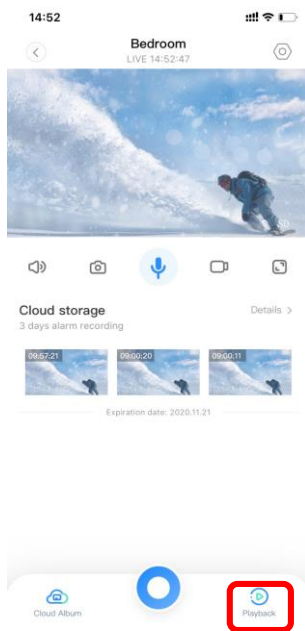 14:52
Bedroom
LIVE 14:52:47
SD
Cloud storage
Details >
3 days alarm recording
09:57:21 09:00:20 09:00:11
Expiration date: 2020.11.21
Cloud Album
Playback